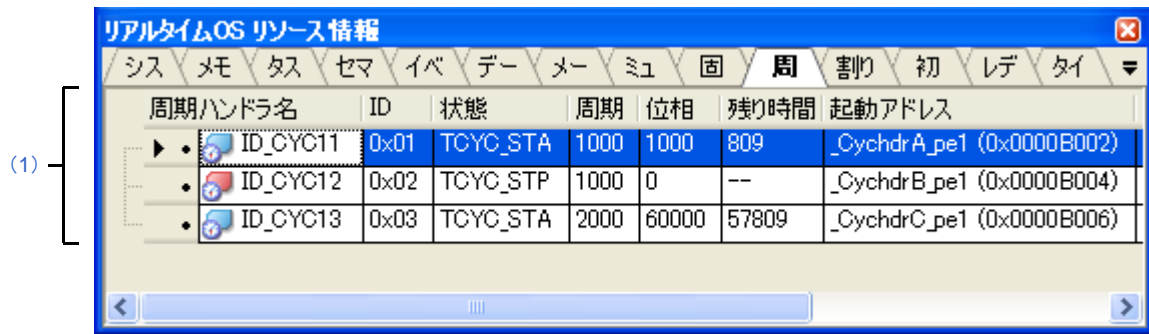 リアルタイムOS リソース情報
シス メモ タス セマ イベ デー メー ミュ 固 周 割り 初 レデ タイ
周期ハンドラ名 ID 状態 周期 位相 残り時間 起動アドレス
(1)
ID_CYC11 0x01 TCYC_STA 1000 1000 809 _CychdrA_pe1 (0x0000B002)
ID_CYC12 0x02 TCYC_STP 1000 0 -- _CychdrB_pe1 (0x0000B004)
ID_CYC13 0x03 TCYC_STA 2000 60000 57809 _CychdrC_pe1 (0x0000B006)